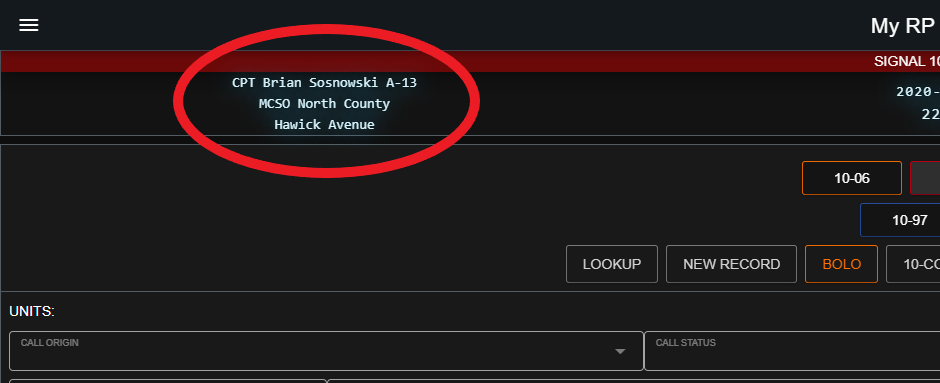 My RP
SIGNAL 10
CPT Brian Sosnowski A-13
MCSO North County
Hawick Avenue
2020-
22
10-06
10-97
LOOKUP
NEW RECORD
BOLO
10-CO
UNITS:
CALL ORIGIN
CALL STATUS